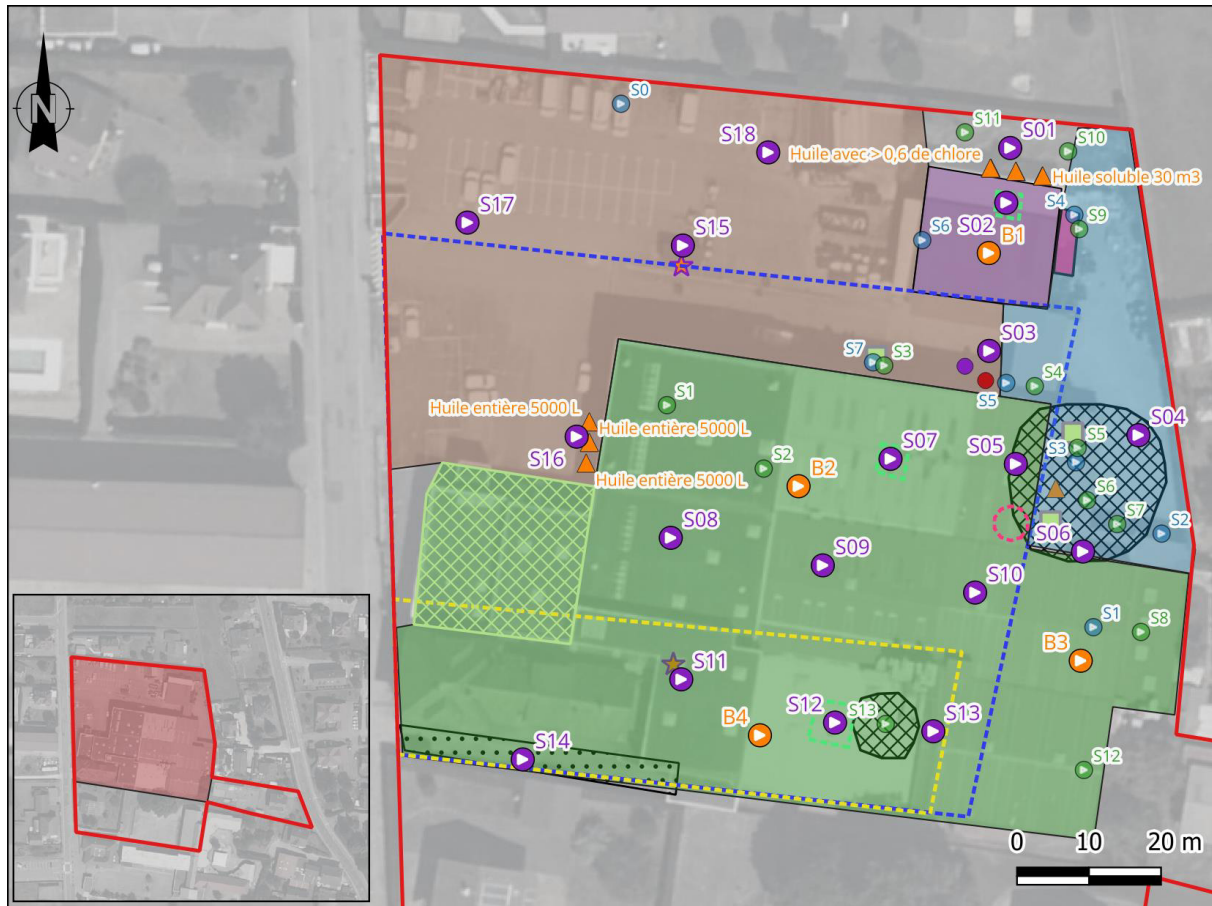 N
S0
S11
S01
S10
S18
Huile avec > 0,6 de chlore
Huile soluble 30 m3
S17
S4
S9
S02
S6
B1
S15
S03
S7
S3
S5
S4
S1
Huile entière 5000 L
Huile entière 5000 L
S16
Huile entière 5000 L
S2
B2
S07
S05
S04
S5
S3
S6
S7
S2
S06
S08
S09
S10
S1
S8
B3
S11
B4
S12
S13
S13
S14
S12
0 10 20 m